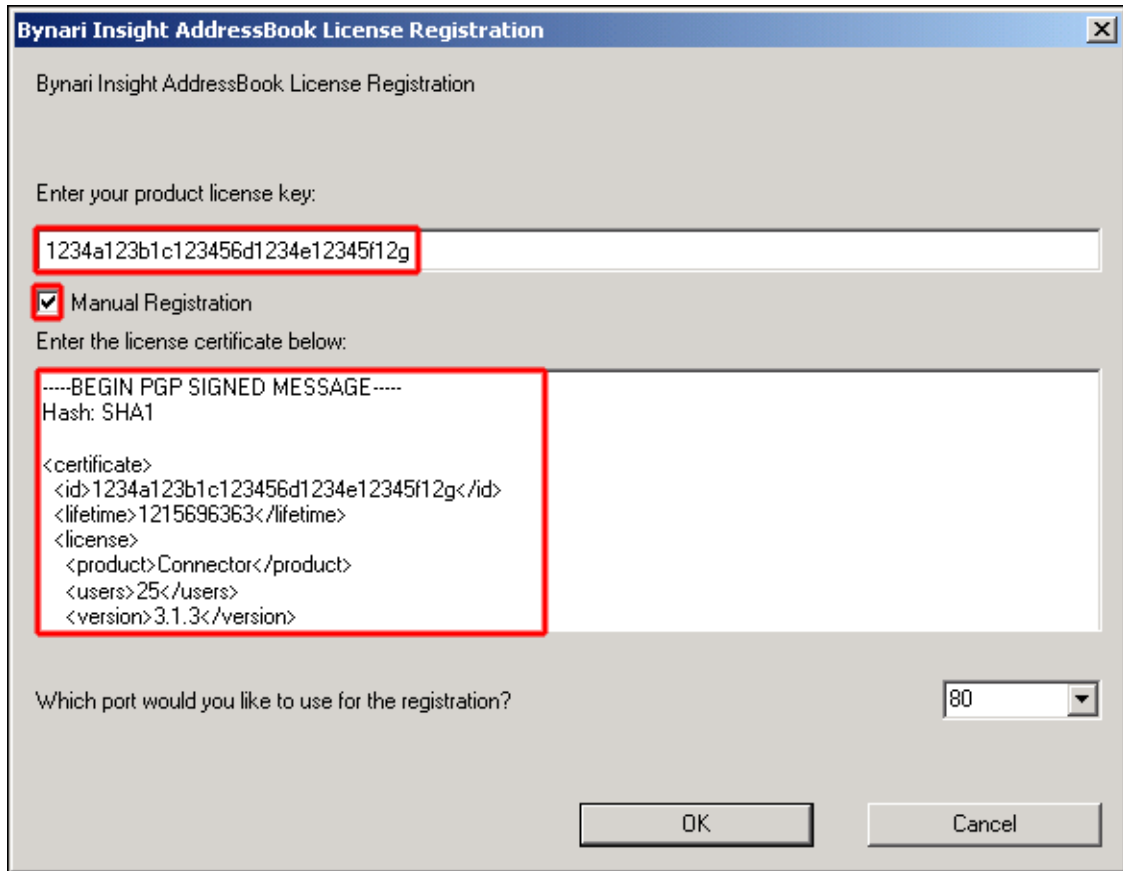 Bynari Insight AddressBook License Registration
Bynari Insight AddressBook License Registration
Enter your product license key:
1234a123b1c123456d1234e12345f12g
Manual Registration
Enter the license certificate below:
-----BEGIN PGP SIGNED MESSAGE-----
Hash: SHA1
<certificate>
<id>1234a123b1c123456d1234e12345f12g</id>
<lifetime>1215696363</lifetime>
<license>
<product>Connector</product>
<users>25</users>
<version>3.1.3</version>
Which port would you like to use for the registration?
80
OK
Cancel